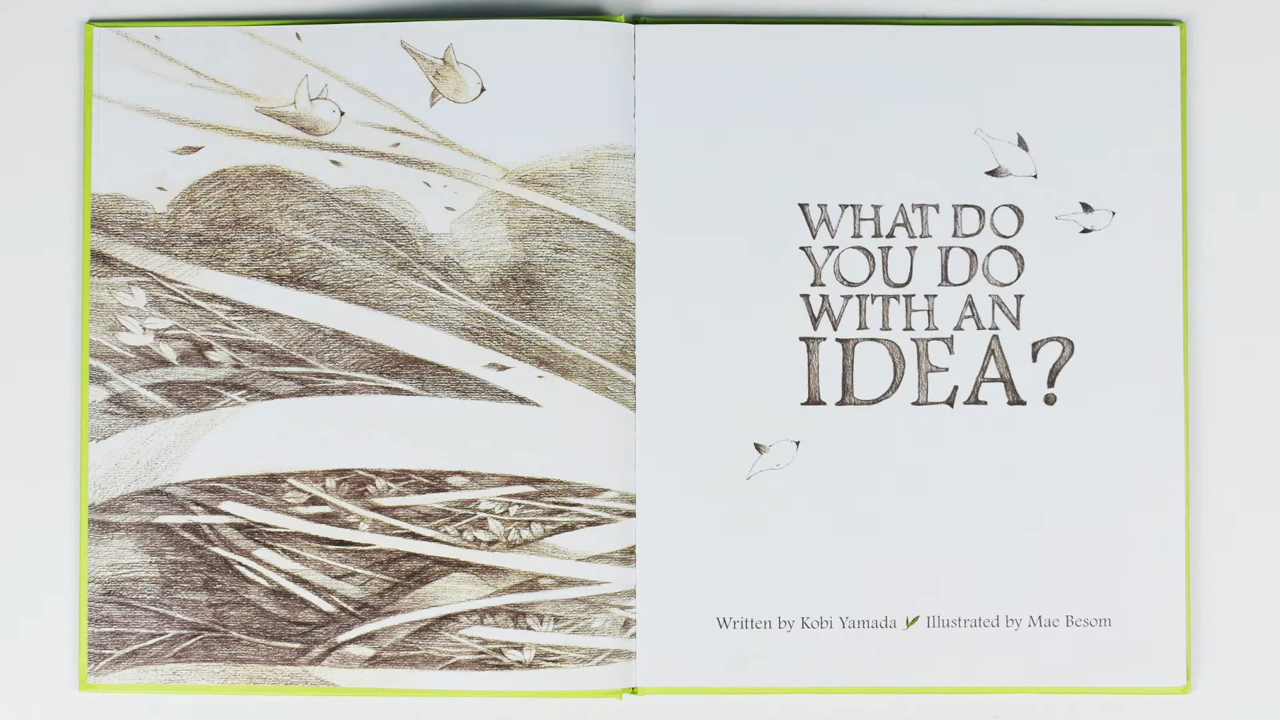 WHAT DO
YOU DO
WITH AN
IDEA?
Written by Kobi Yamada Illustrated by Mae Besom